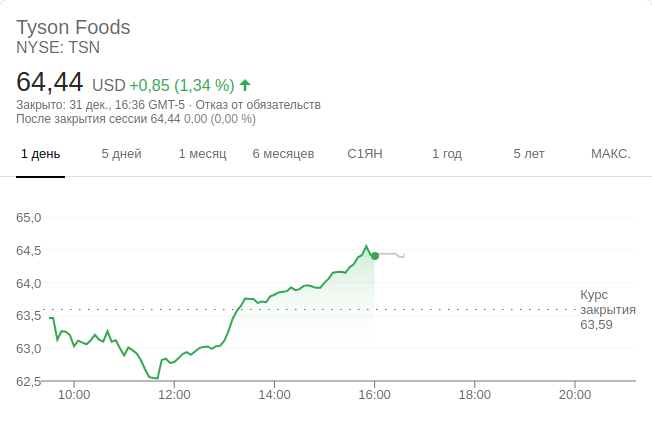 Tyson Foods
NYSE: TSN
64,44 USD +0,85 (1,34 %)
Закрыто: 31 дек., 16:36 GMT-5 · Отказ от обязательств
После закрытия сессии 64,44 0,00 (0,00 %)
1 день 5 дней 1 месяц 6 месяцев С1ЯН 1 год 5 лет МАКС.
65,0
64,5
64,0
63,5
63,0
62,5
Курс
закрытия
63,59
10:00 12:00 14:00 16:00 18:00 20:00